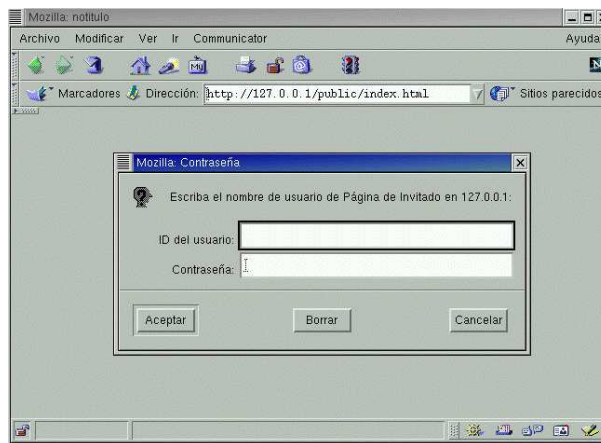 Mozilla: notitulo
Archivo Modificar Ver Ir Communicator Ayuda
My
Marcadores Dirección: http://127.0.0.1/public/index.html Sitios parecidos
Mozilla: Contraseña
Escriba el nombre de usuario de Página de Invitado en 127.0.0.1:
ID del usuario:
Contraseña:
Aceptar Borrar Cancelar